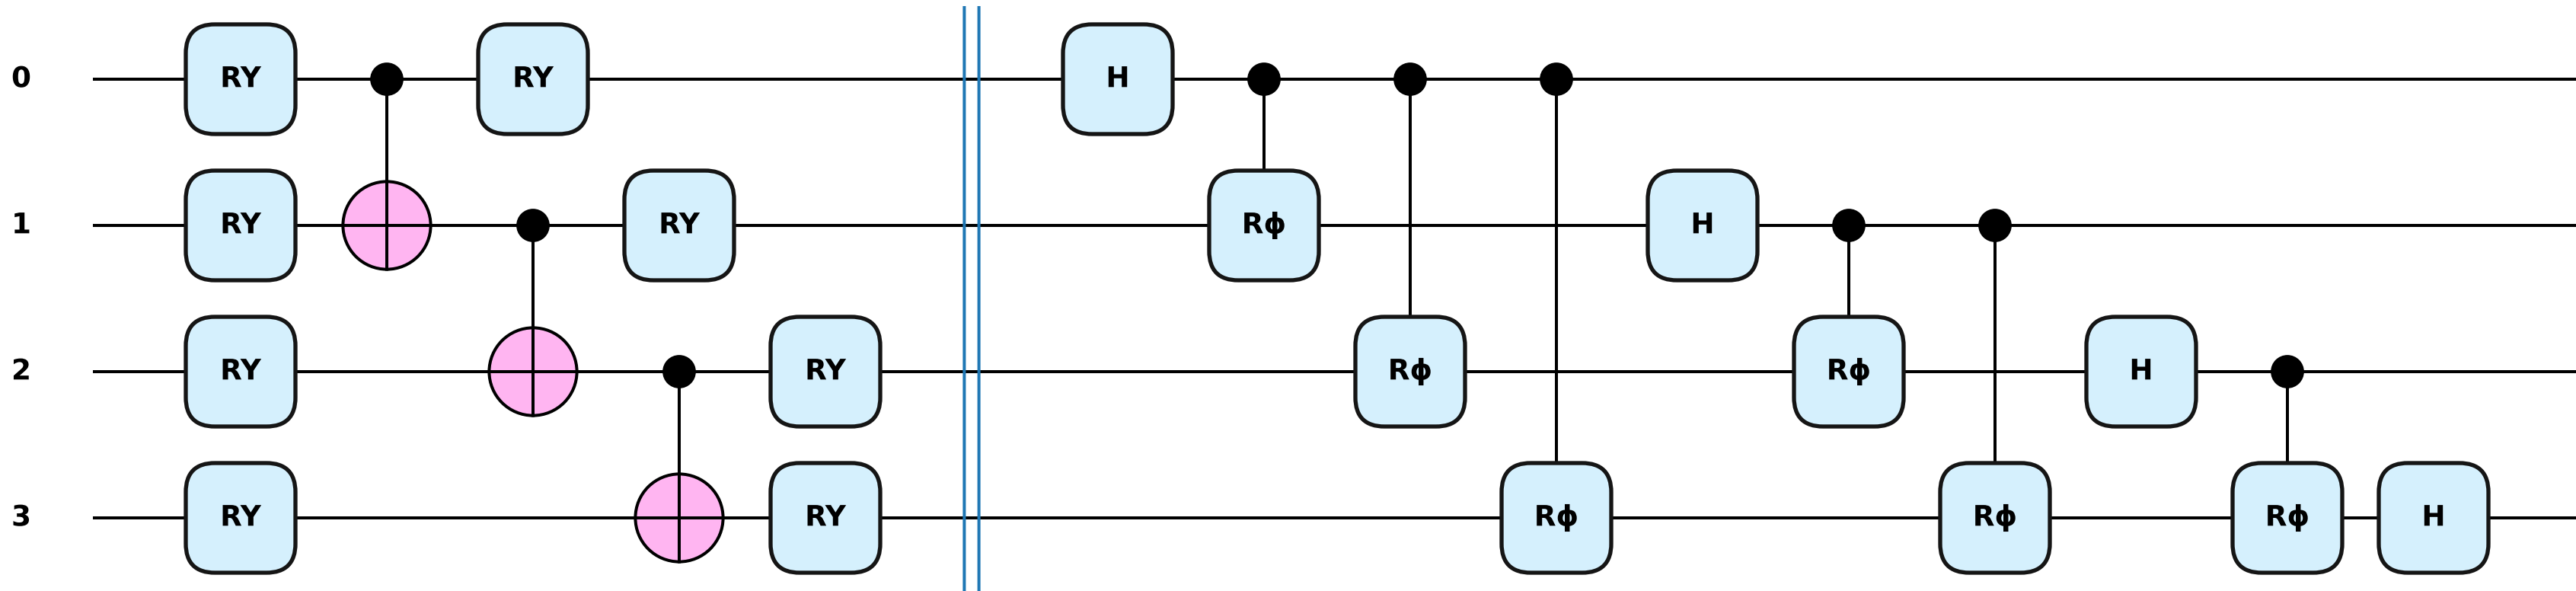 0 RY RY H
1 RY RY Rϕ H
2 RY RY Rϕ Rϕ H
3 RY RY Rϕ Rϕ Rϕ H